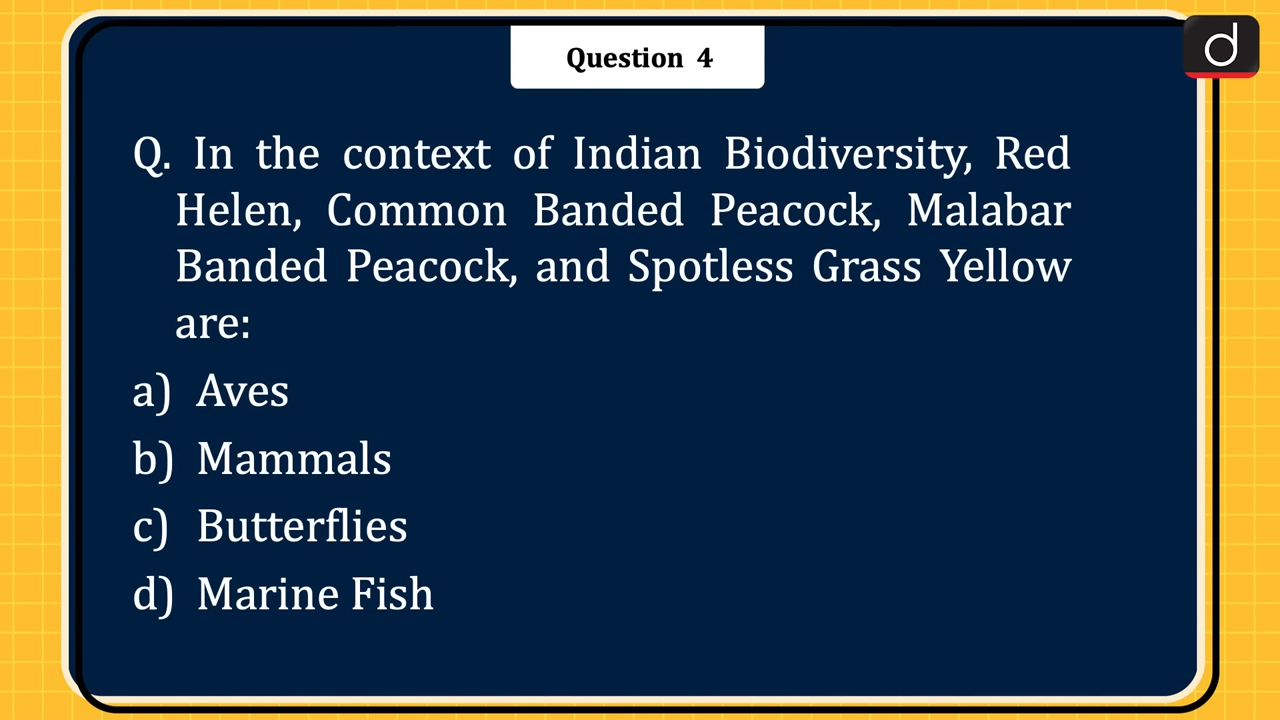 Question 4
d
Q. In the context of Indian Biodiversity, Red
Helen, Common Banded Peacock, Malabar
Banded Peacock, and Spotless Grass Yellow
are:
a) Aves
b) Mammals
c) Butterflies
d) Marine Fish